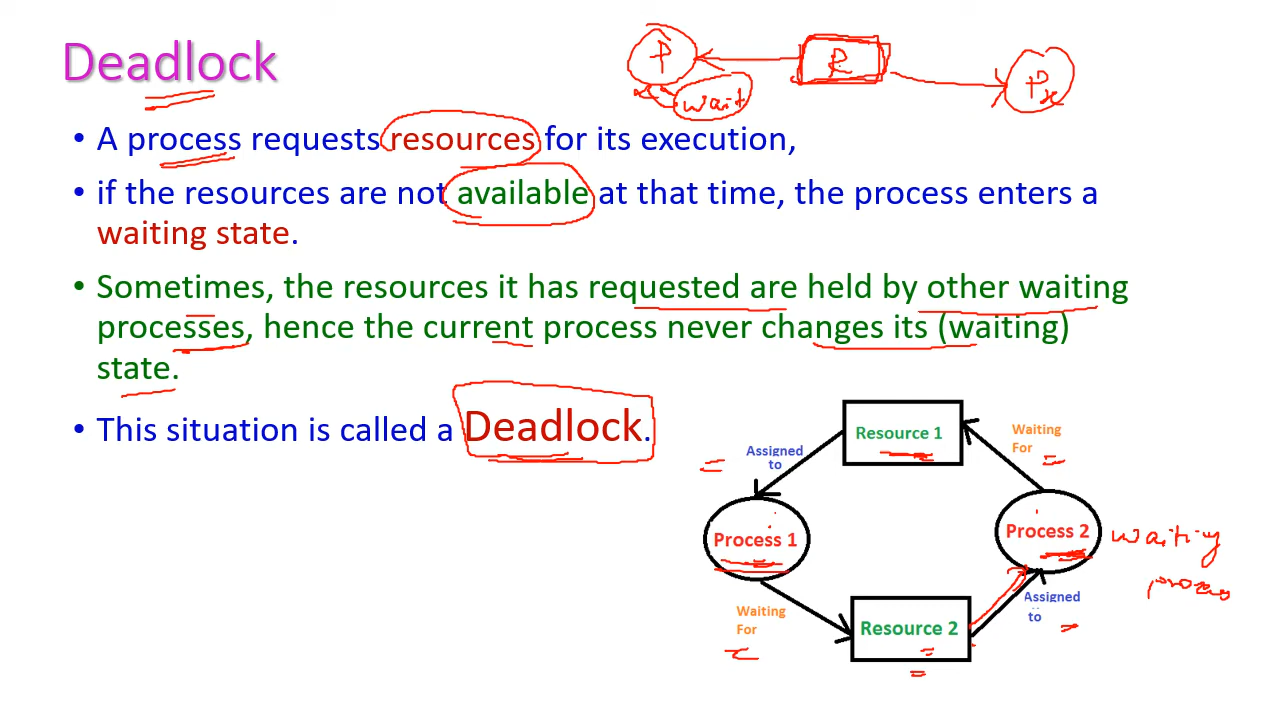 Deadlock
P
R
Px
wait
• A process requests resources for its execution,
• if the resources are not available at that time, the process enters a
waiting state.
• Sometimes, the resources it has requested are held by other waiting
processes, hence the current process never changes its (waiting)
state.
• This situation is called a Deadlock.
Resource 1
Assigned
to
Waiting
For
Process 1
Process 2
waiting
Waiting
For
Resource 2
Assigned
to